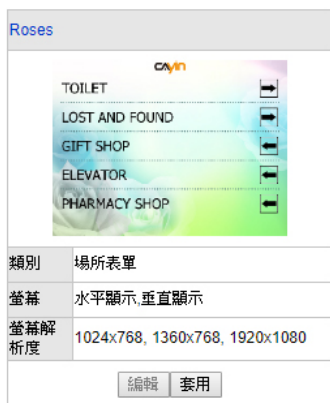 Roses
CAYIN
TOILET
LOST AND FOUND
GIFT SHOP
ELEVATOR
PHARMACY SHOP
類別 場所表單
螢幕 水平顯示,垂直顯示
螢幕解
析度 1024x768, 1360x768, 1920x1080
編輯 套用